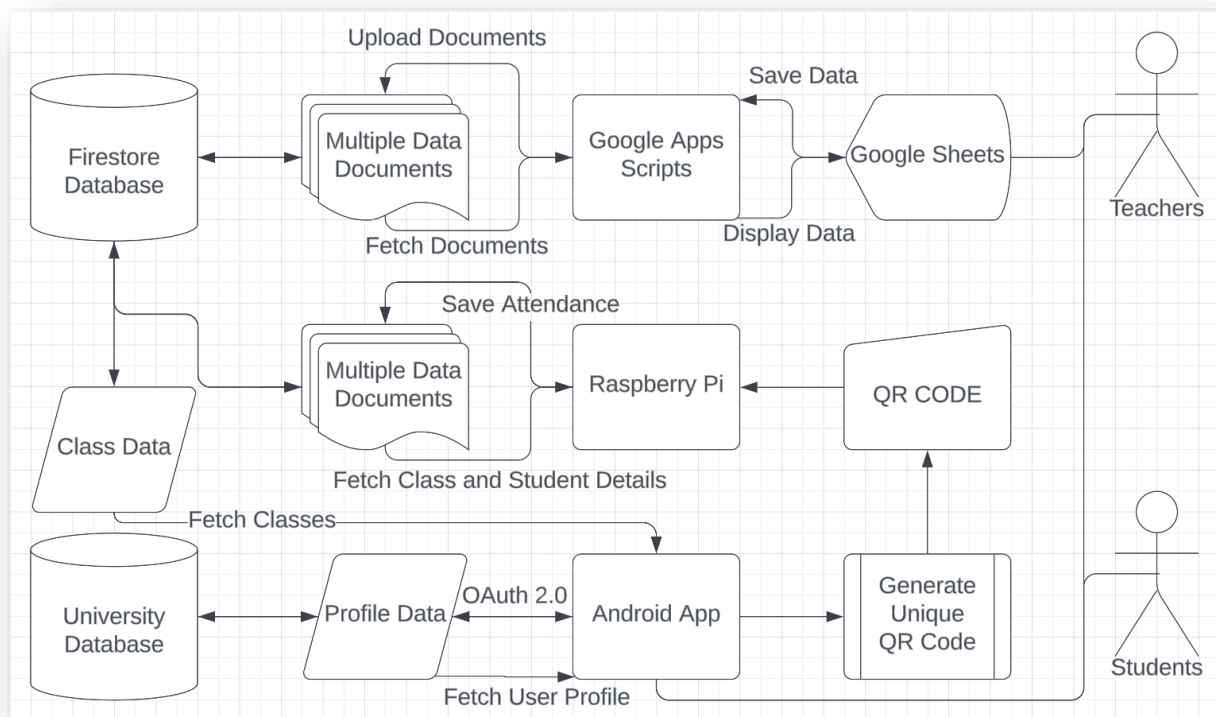 Upload Documents
Save Data
Firestore
Database
Multiple Data
Documents
Google Apps
Scripts
Google Sheets
Teachers
Fetch Documents
Display Data
Save Attendance
Multiple Data
Documents
Raspberry Pi
QR CODE
Class Data
Fetch Class and Student Details
Fetch Classes
University
Database
Profile Data
OAuth 2.0
Android App
Generate
Unique
QR Code
Students
Fetch User Profile